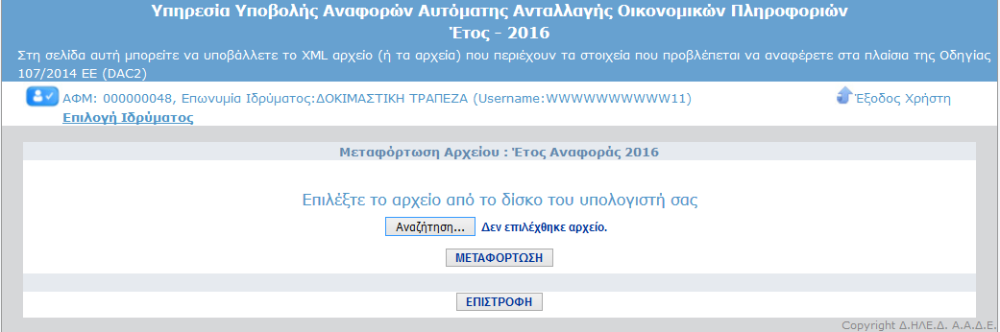 Υπηρεσία Υποβολής Αναφορών Αυτόματης Ανταλλαγής Οικονομικών Πληροφοριών
Έτος - 2016
Στη σελίδα αυτή μπορείτε να υποβάλλετε το XML αρχείο (ή τα αρχεία) που περιέχουν τα στοιχεία που προβλέπεται να αναφέρετε στα πλαίσια της Οδηγίας
107/2014 ΕΕ (DAC2)
ΑΦΜ: 000000048, Επωνυμία Ιδρύματος:ΔΟΚΙΜΑΣΤΙΚΗ ΤΡΑΠΕΖΑ (Username:WWWWWWWWWW11) Έξοδος Χρήστη
Επιλογή Ιδρύματος
Μεταφόρτωση Αρχείου : Έτος Αναφοράς 2016
Επιλέξτε το αρχείο από το δίσκο του υπολογιστή σας
Αναζήτηση... Δεν επιλέχθηκε αρχείο.
ΜΕΤΑΦΟΡΤΩΣΗ
ΕΠΙΣΤΡΟΦΗ
Copyright Δ.ΗΛΕ.Δ. Α.Α.Δ.Ε.